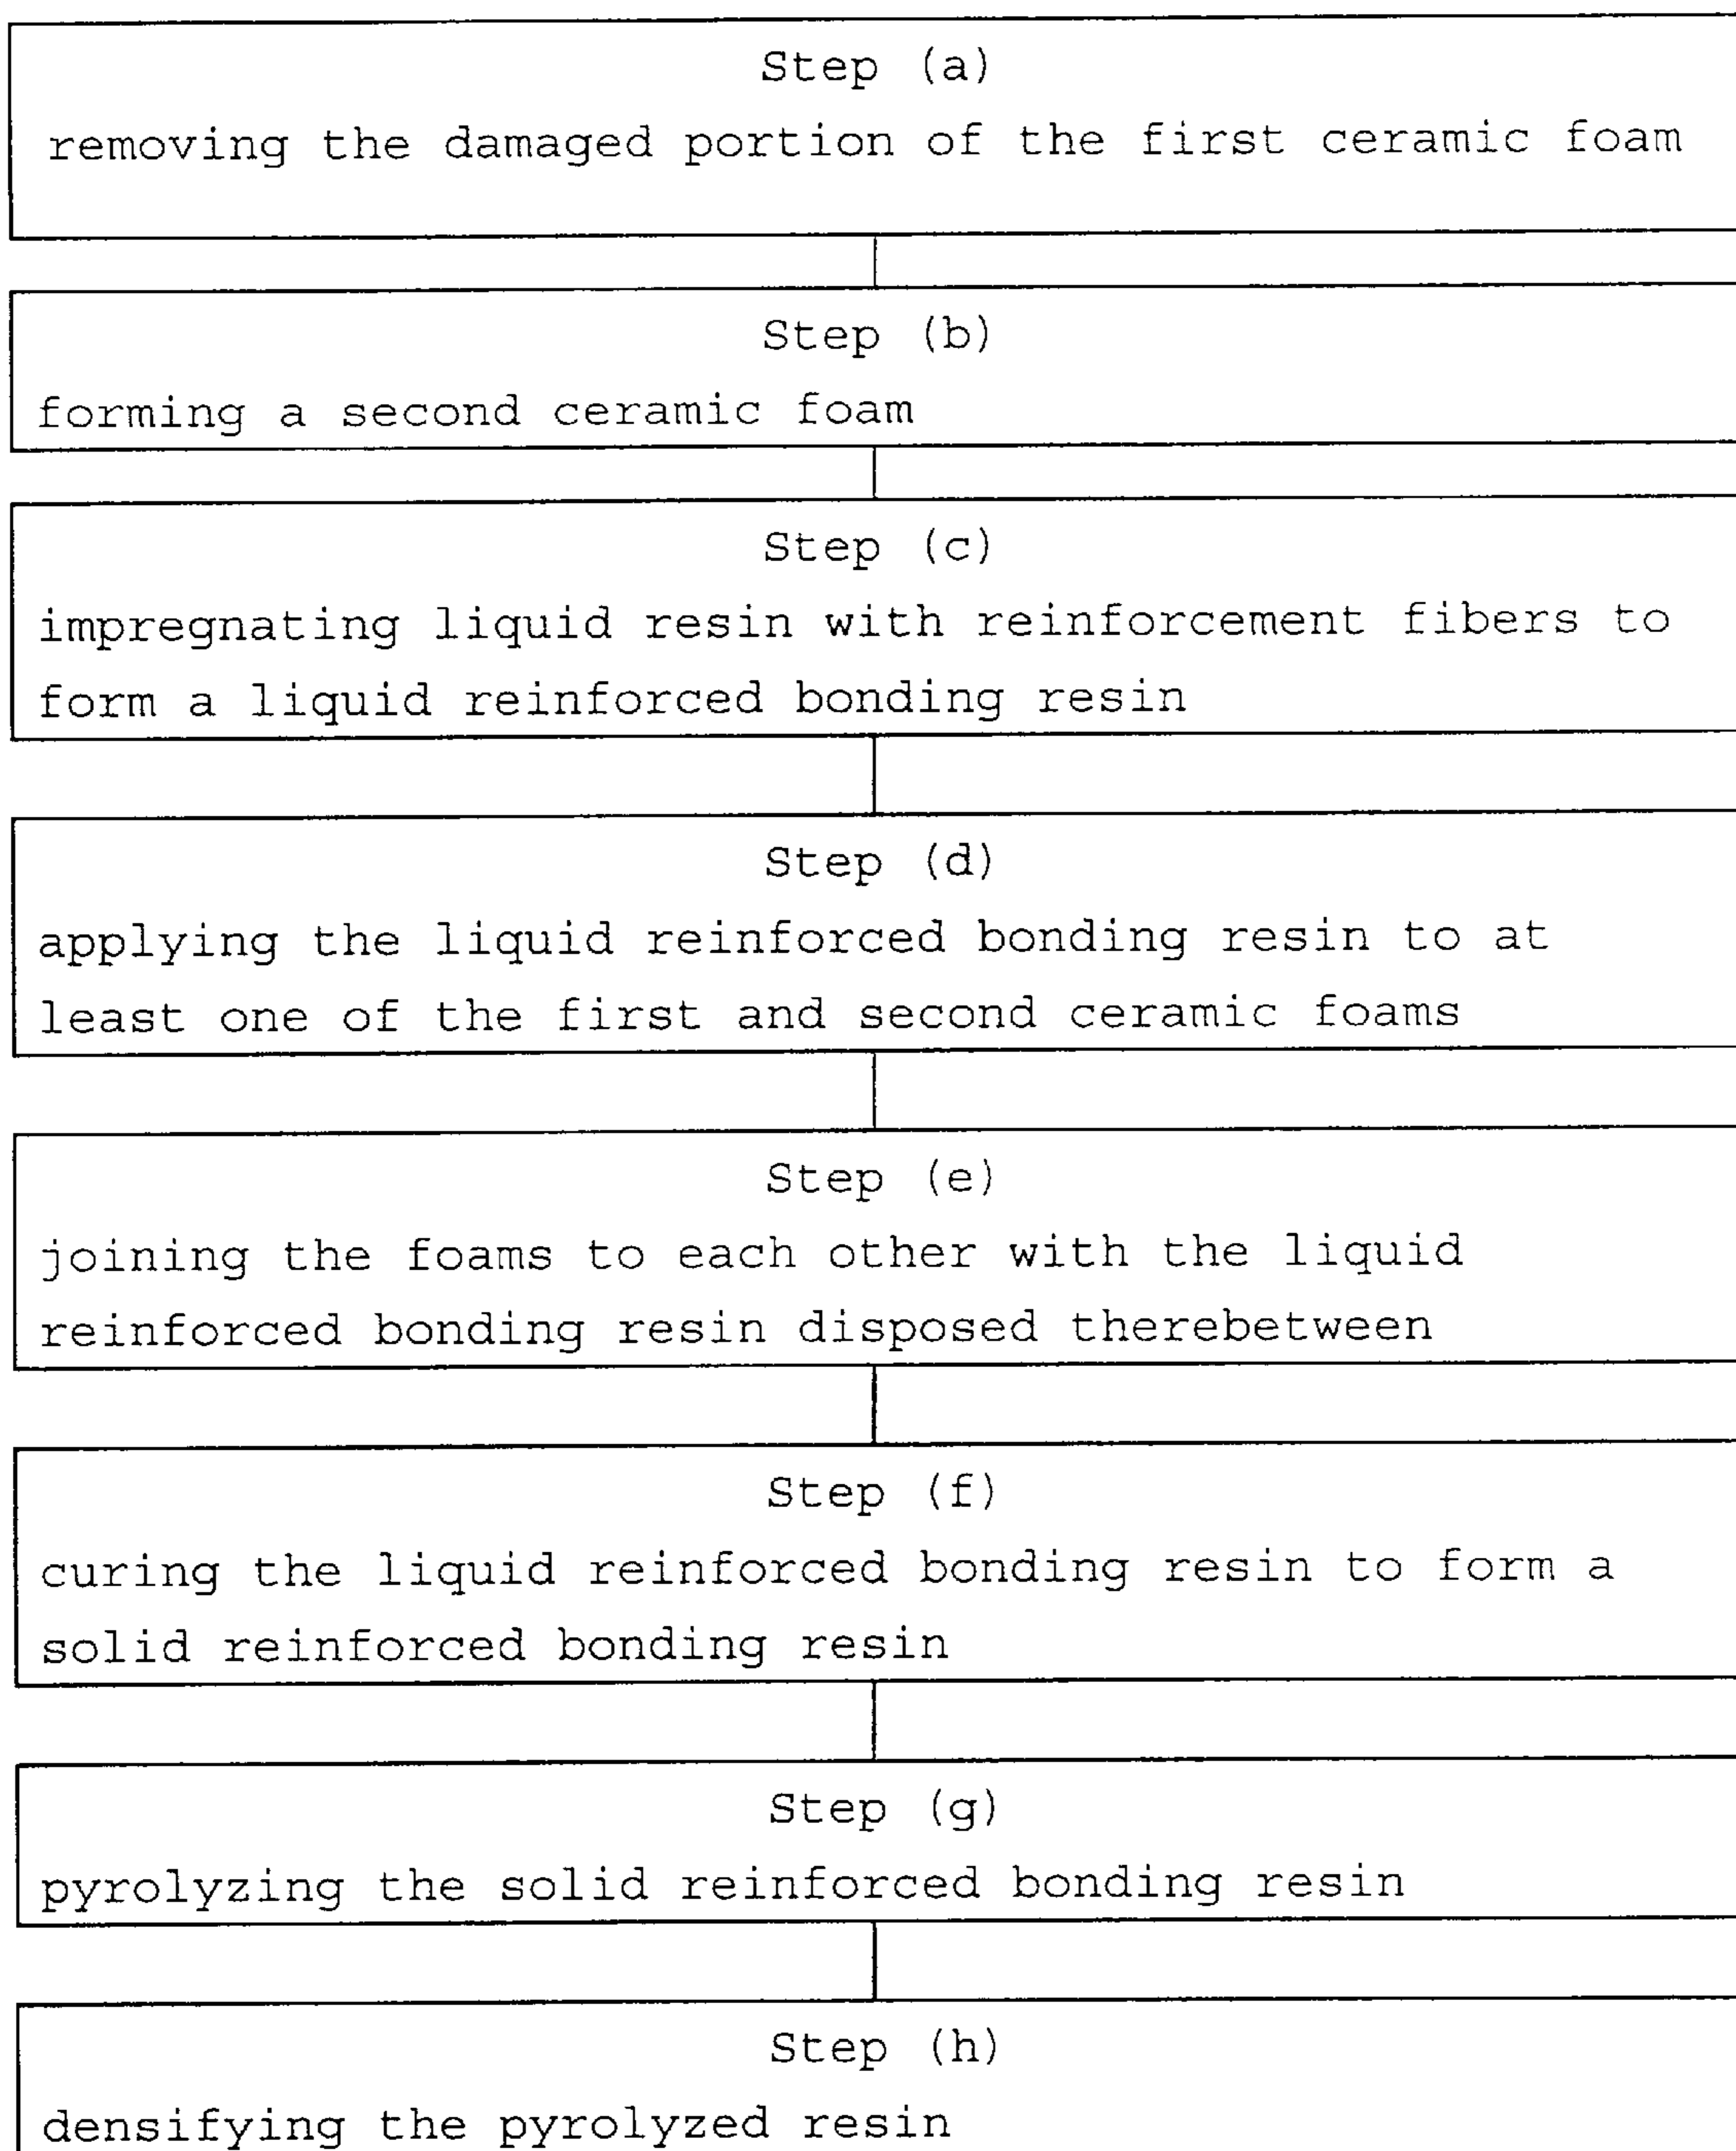 Step (a)
removing the damaged portion of the first ceramic foam
Step (b)
forming a second ceramic foam
Step (c)
impregnating liquid resin with reinforcement fibers to
form a liquid reinforced bonding resin
Step (d)
applying the liquid reinforced bonding resin to at
least one of the first and second ceramic foams
Step (e)
joining the foams to each other with the liquid
reinforced bonding resin disposed therebetween
Step (f)
curing the liquid reinforced bonding resin to form a
solid reinforced bonding resin
Step (g)
pyrolyzing the solid reinforced bonding resin
Step (h)
densifying the pyrolyzed resin